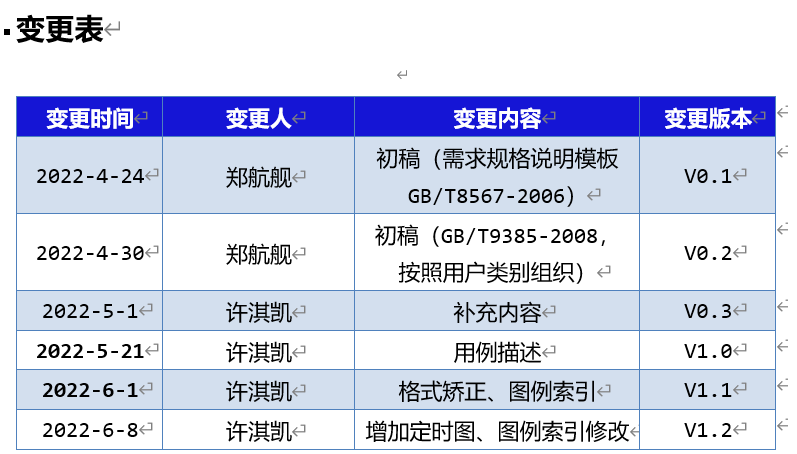 变更表
变更时间 变更人 变更内容 变更版本
2022-4-24 郑航舰 初稿（需求规格说明模板 V0.1
GB/T8567-2006）
2022-4-30 郑航舰 初稿（GB/T9385-2008， V0.2
按照用户类别组织）
2022-5-1 许淇凯 补充内容 V0.3
2022-5-21 许淇凯 用例描述 V1.0
2022-6-1 许淇凯 格式矫正、图例索引 V1.1
2022-6-8 许淇凯 增加定时图、图例索引修改 V1.2